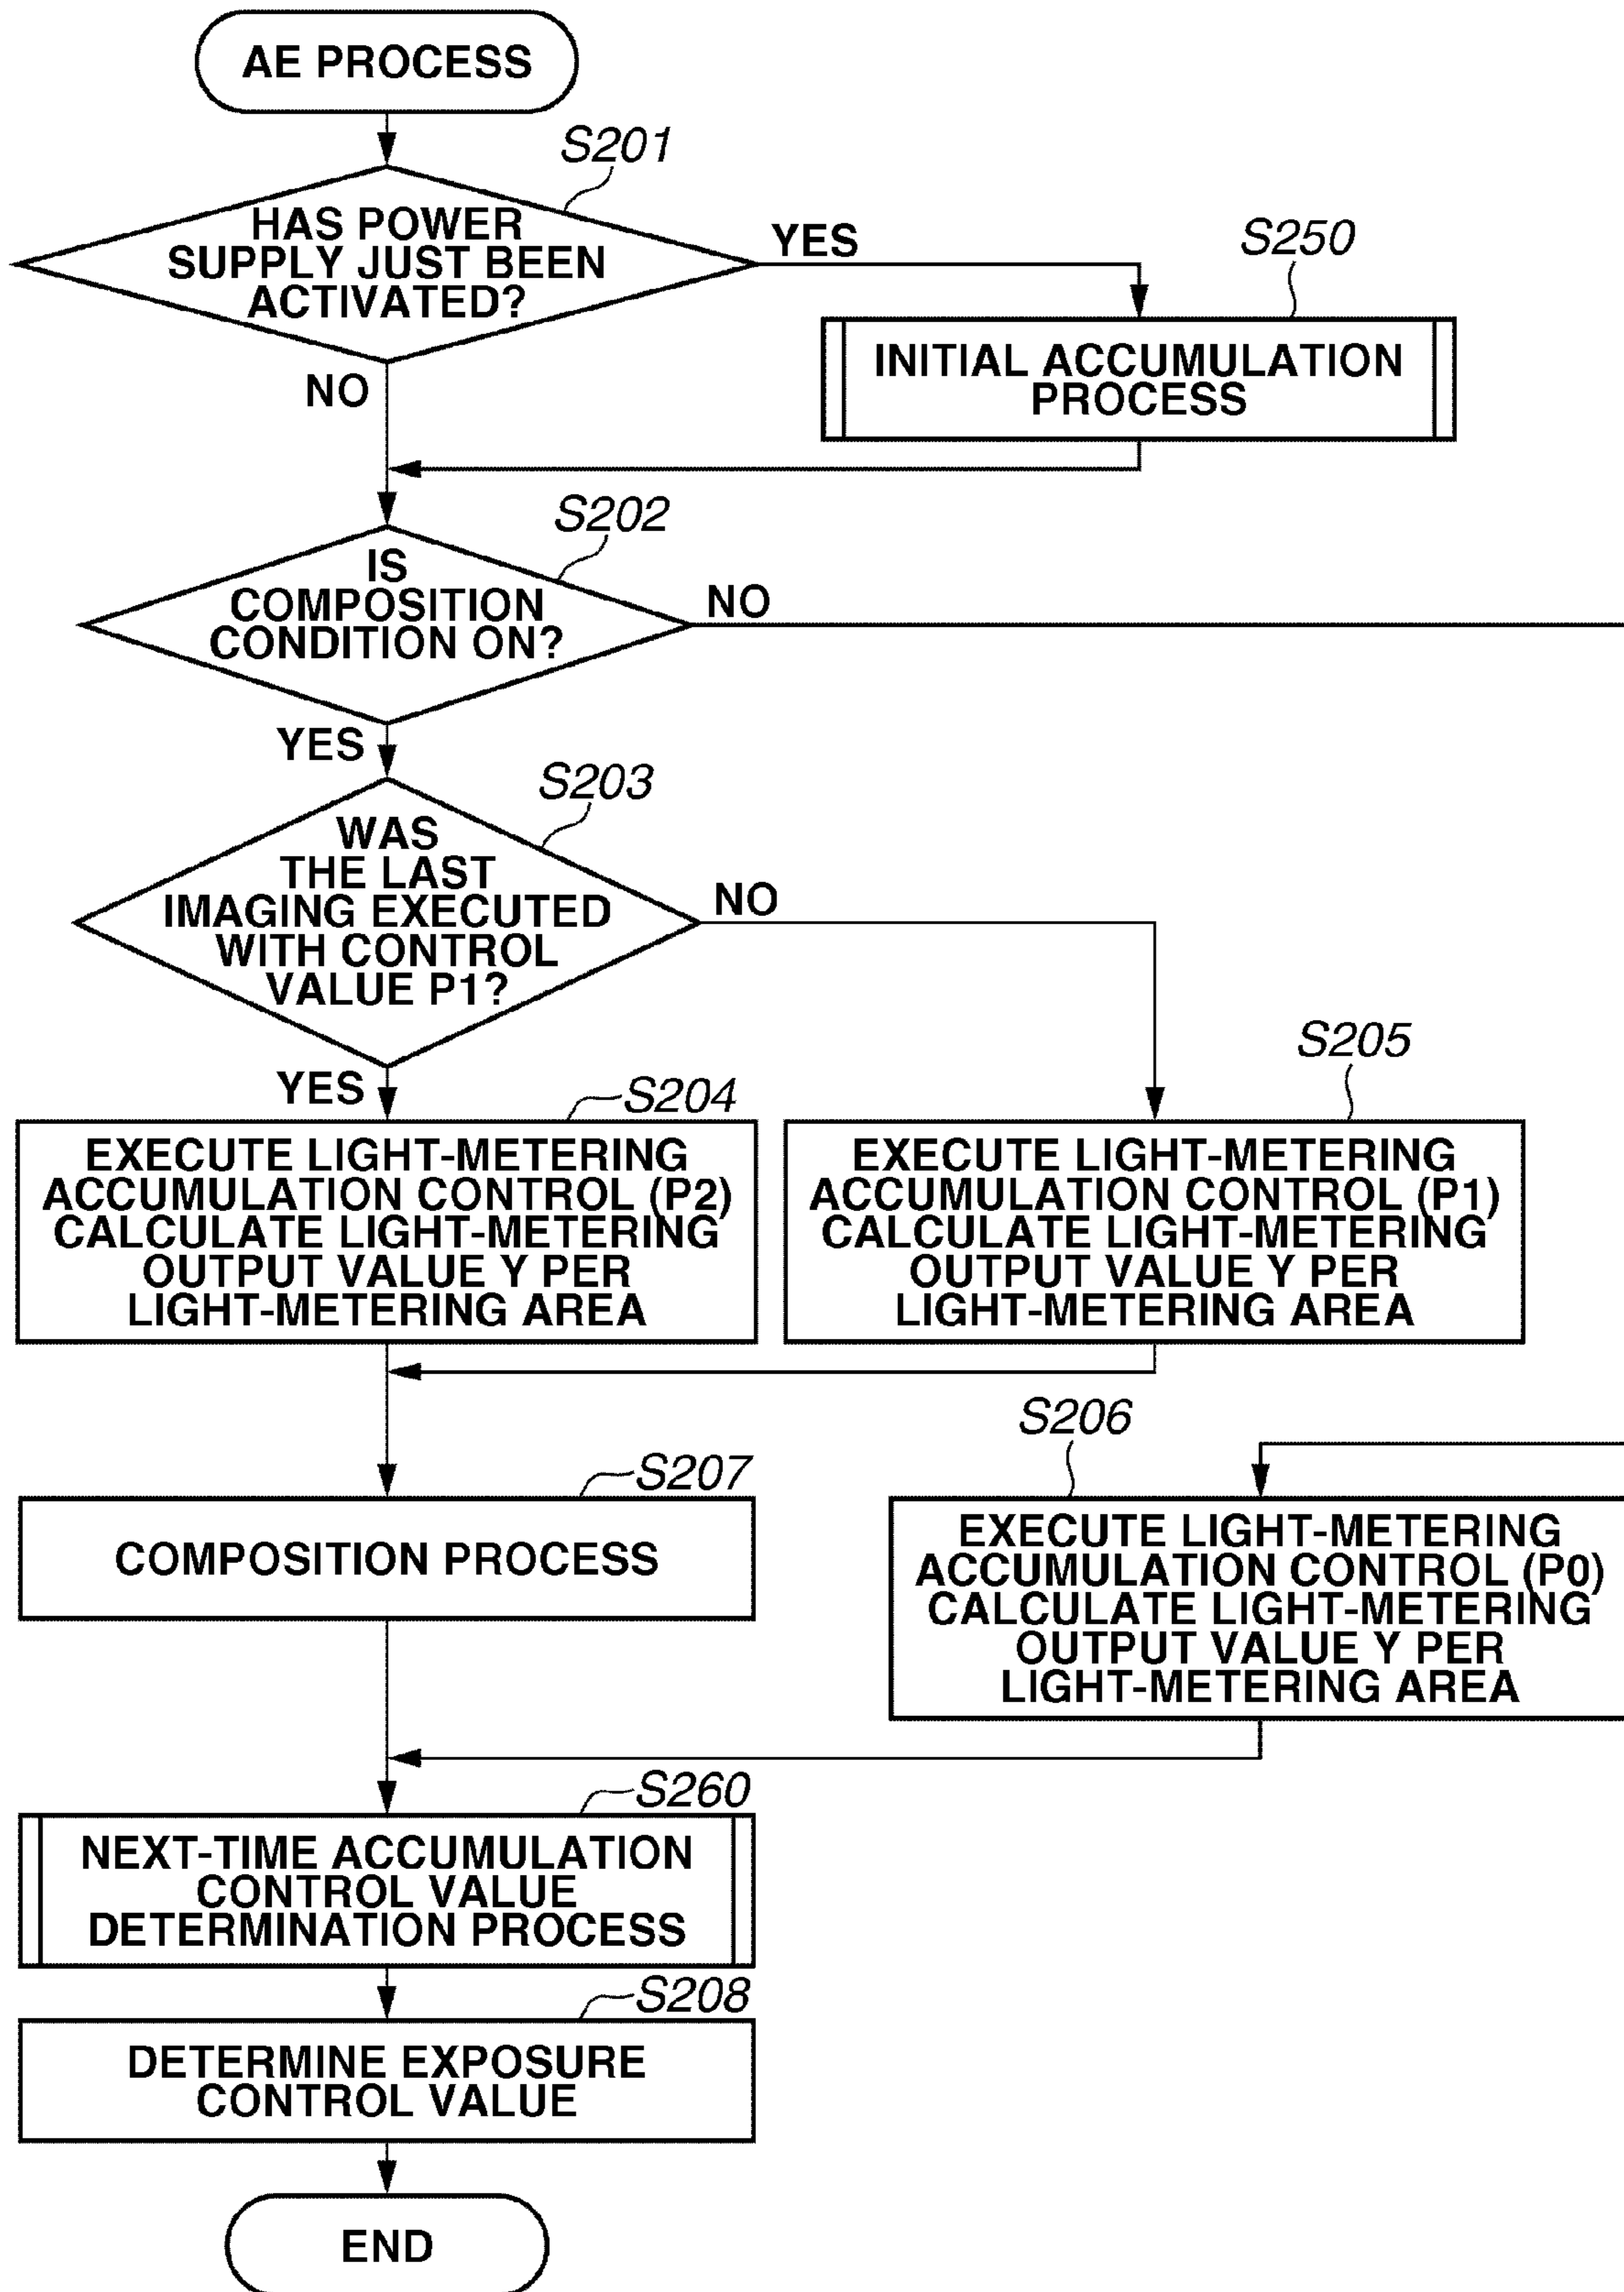 AE PROCESS
S201
HAS POWER
SUPPLY JUST BEEN
ACTIVATED?
YES
NO
S250
INITIAL ACCUMULATION
PROCESS
S202
IS
COMPOSITION
CONDITION ON?
NO
YES
S203
WAS
THE LAST
IMAGING EXECUTED
WITH CONTROL
VALUE P1?
NO
YES
S204
EXECUTE LIGHT-METERING
ACCUMULATION CONTROL (P2)
CALCULATE LIGHT-METERING
OUTPUT VALUE Y PER
LIGHT-METERING AREA
S205
EXECUTE LIGHT-METERING
ACCUMULATION CONTROL (P1)
CALCULATE LIGHT-METERING
OUTPUT VALUE Y PER
LIGHT-METERING AREA
S206
EXECUTE LIGHT-METERING
ACCUMULATION CONTROL (P0)
CALCULATE LIGHT-METERING
OUTPUT VALUE Y PER
LIGHT-METERING AREA
S207
COMPOSITION PROCESS
S260
NEXT-TIME ACCUMULATION
CONTROL VALUE
DETERMINATION PROCESS
S208
DETERMINE EXPOSURE
CONTROL VALUE
END